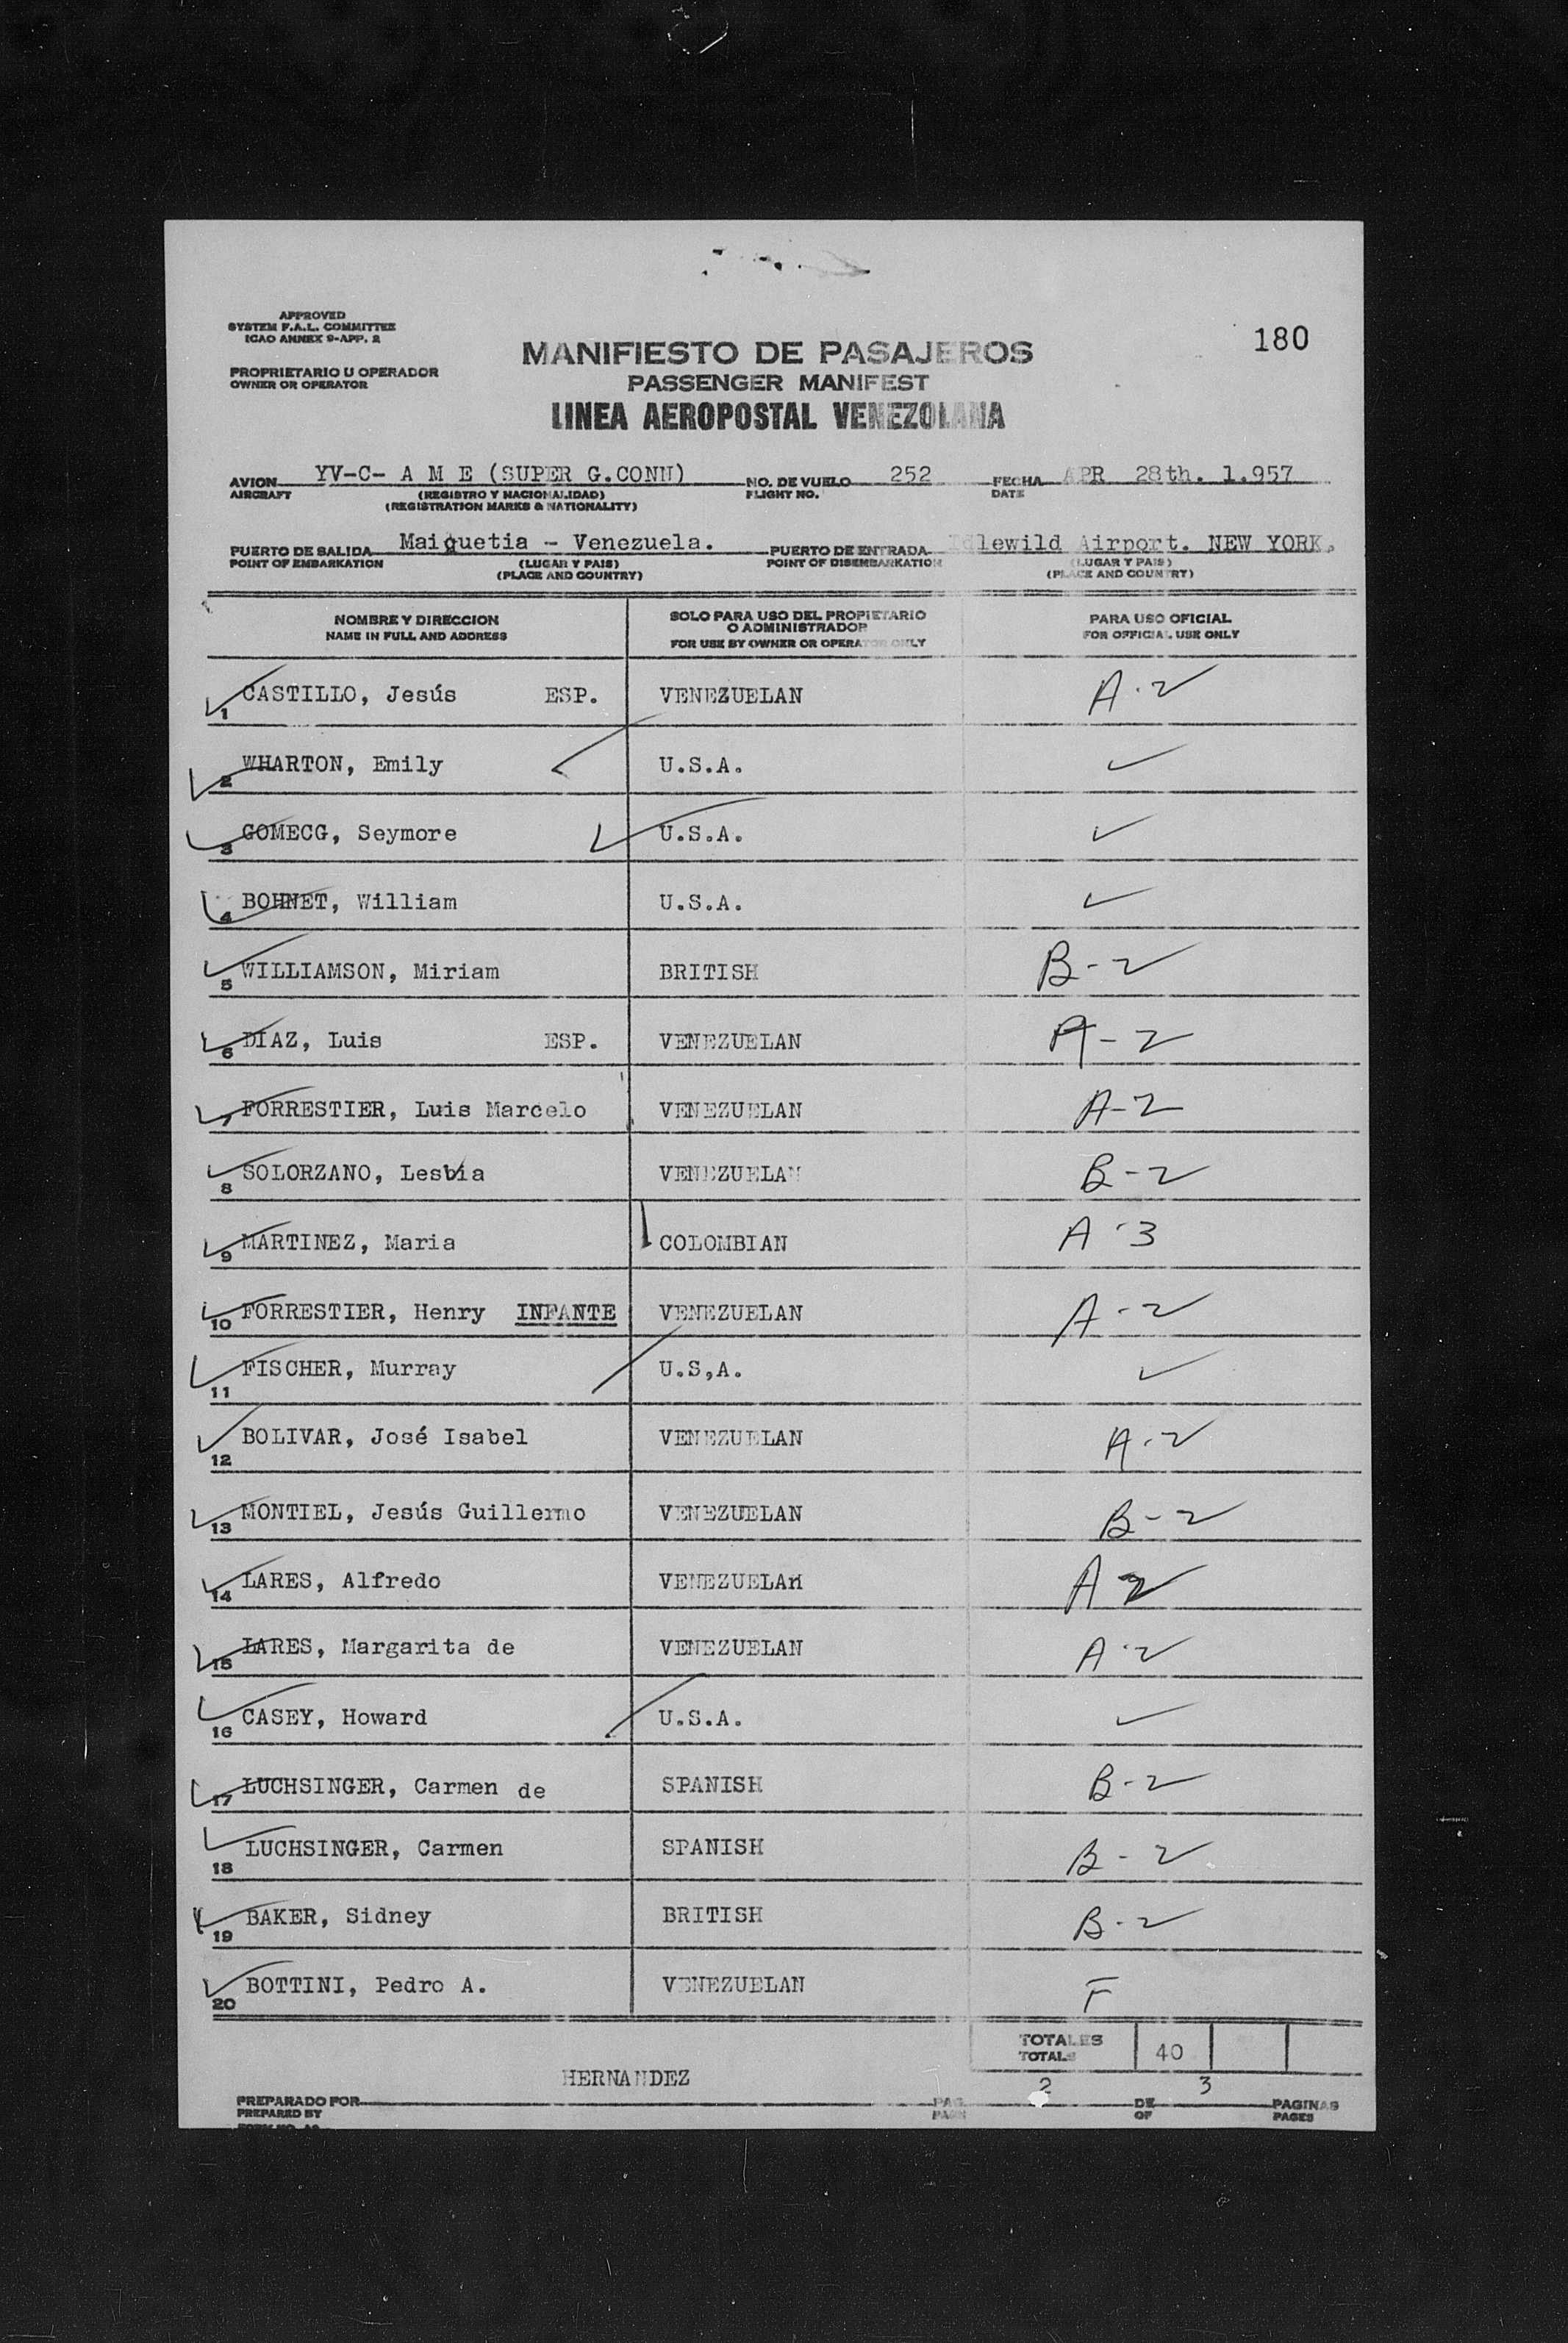 APPROVED
SYSTEM F.A.L. COMMITTEE
ICAO ANNEX 9-APP. 2
180
PROPRIETARIO U OPERADOR
OWNER OR OPERATOR
MANIFIESTO DE PASAJEROS
PASSENGER MANIFEST
LINEA AEROPOSTAL VENEZOLANA
AVION YV-C- A M E (SUPER G.CONN) NO. DE VUELO 252 FECHA APR 28th. 1.957
AIRCRAFT (REGISTRO Y NACIONALIDAD) FLIGHT NO. DATE
(REGISTRATION MARKS & NATIONALITY)
PUERTO DE SALIDA Maiquetia - Venezuela. PUERTO DE ENTRADA Idlewild Airport. NEW YORK.
POINT OF EMBARKATION (LUGAR Y PAIS) POINT OF DISEMBARKATION (LUGAR Y PAIS)
(PLACE AND COUNTRY) (PLACE AND COUNTRY)
NOMBRE Y DIRECCION SOLO PARA USO DEL PROPIETARIO PARA USO OFICIAL
NAME IN FULL AND ADDRESS O ADMINISTRADOR FOR OFFICIAL USE ONLY
FOR USE BY OWNER OR OPERATOR ONLY
1 CASTILLO, Jesús ESP. VENEZUELAN A-2
2 WHARTON, Emily U.S.A. ✓
3 GOMECG, Seymore U.S.A. ✓
4 BOHNET, William U.S.A. ✓
5 WILLIAMSON, Miriam BRITISH B-2
6 DIAZ, Luis ESP. VENEZUELAN A-2
7 FORRESTIER, Luis Marcelo VENEZUELAN A-2
8 SOLORZANO, Lesbia VENEZUELAN B-2
9 MARTINEZ, Maria COLOMBIAN A-3
10 FORRESTIER, Henry INFANTE VENEZUELAN A-2
11 FISCHER, Murray U.S,A. ✓
12 BOLIVAR, José Isabel VENEZUELAN A-2
13 MONTIEL, Jesús Guillermo VENEZUELAN B-2
14 LARES, Alfredo VENEZUELAn A 2
15 LARES, Margarita de VENEZUELAN A-2
16 CASEY, Howard U.S.A. ✓
17 LUCHSINGER, Carmen de SPANISH B-2
18 LUCHSINGER, Carmen SPANISH B-2
19 BAKER, Sidney BRITISH B-2
20 BOTTINI, Pedro A. VENEZUELAN F
TOTALES 40
TOTALS
HERNANDEZ
PREPARADO POR PAG. 2 DE 3 PAGINAS
PREPARED BY PAGE OF PAGES